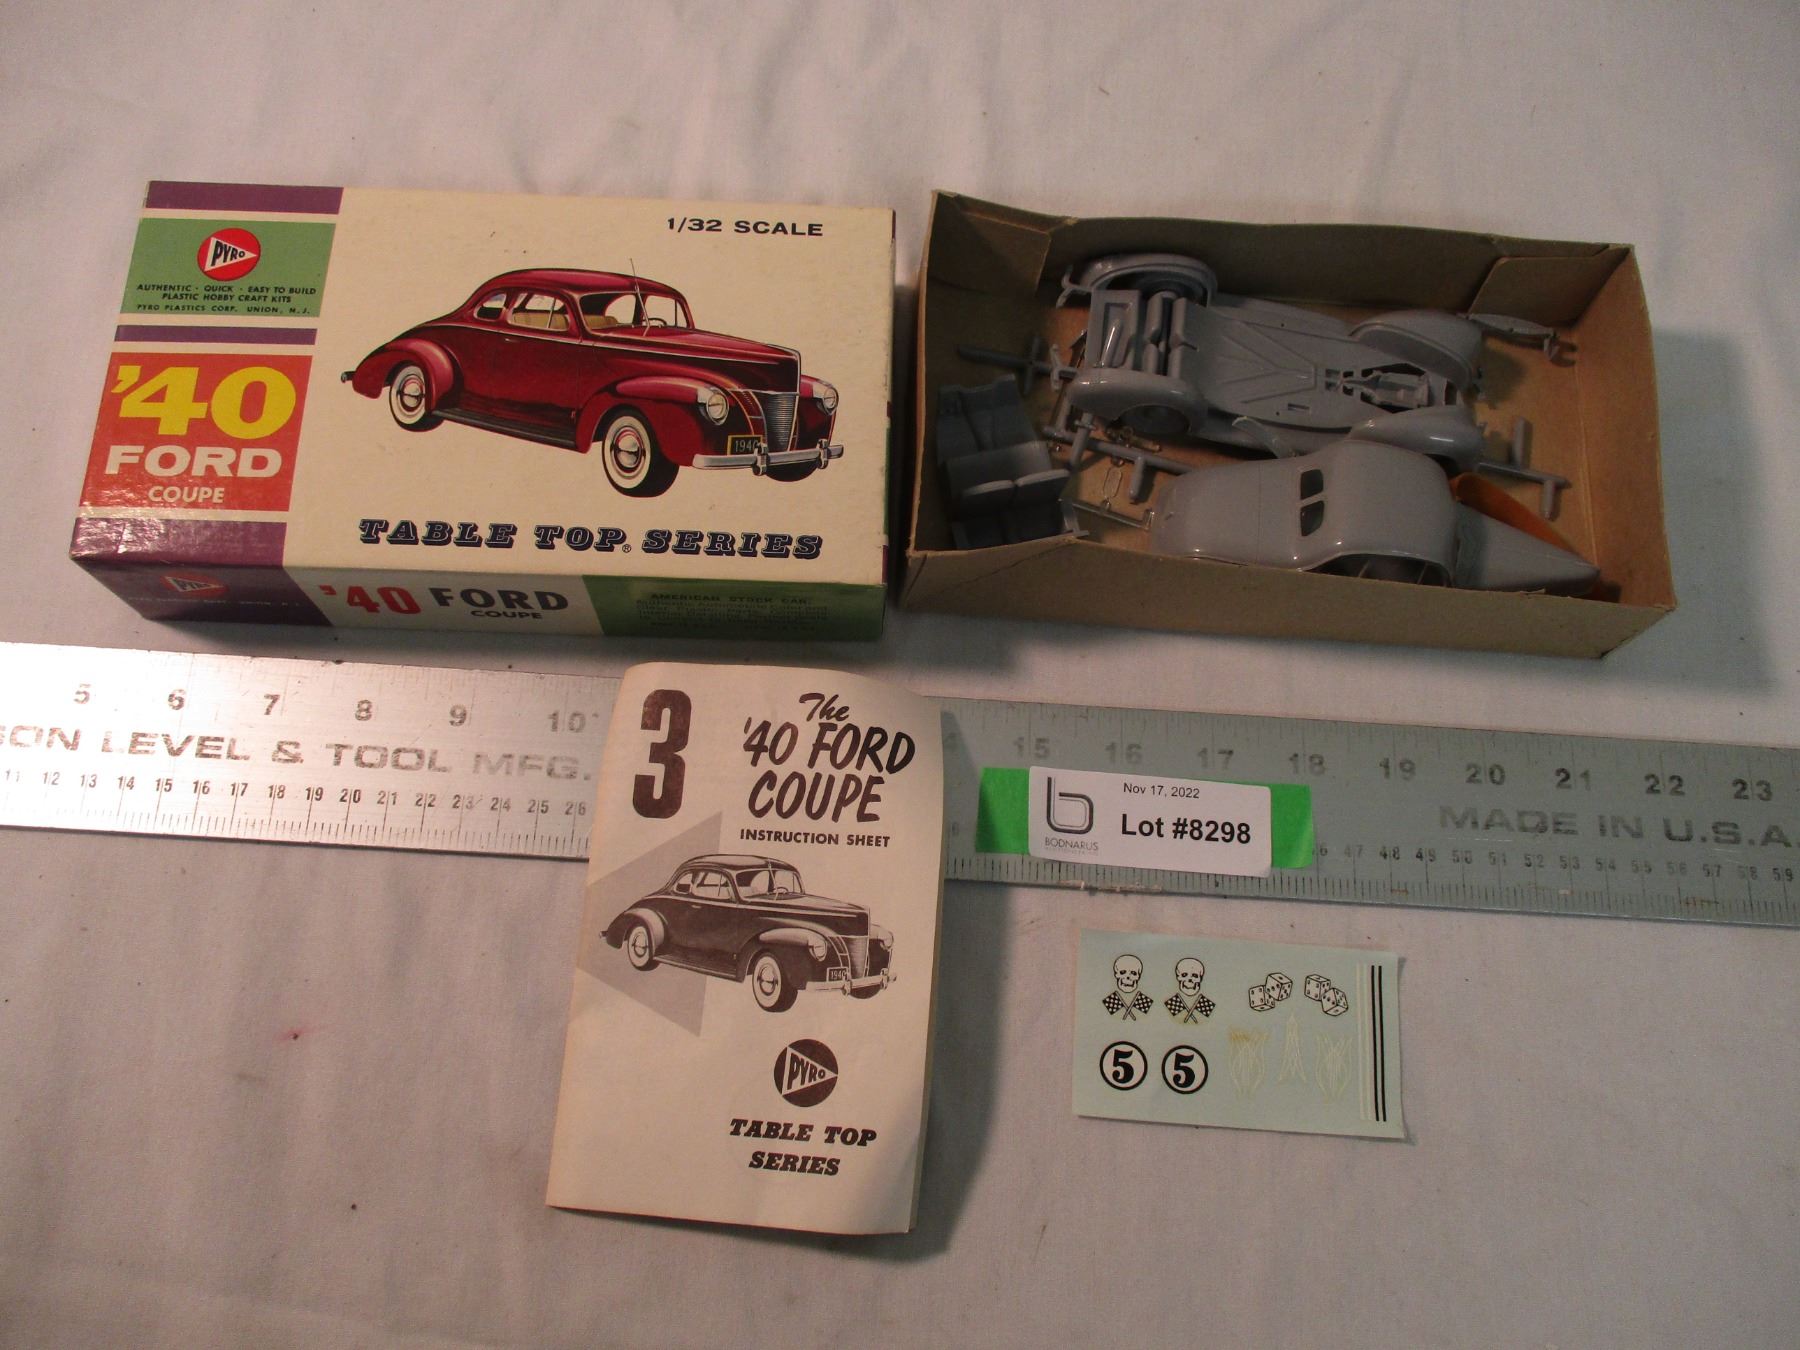 1/32 SCALE
PYRO
AUTHENTIC · QUICK · EASY TO BUILD
PLASTIC HOBBY CRAFT KITS
PYRO PLASTICS CORP. UNION, N.J.
'40
FORD
COUPE
1940
TABLE TOP® SERIES
PYRO
'40 FORD
COUPE
AMERICAN STOCK CAR:
5 6 7 8 9 10
SON LEVEL & TOOL MFG.
11 12 13 14 15 16 17 18 19 20 21 22 23 24 25 26
15 16 17 18 19 20 21 22 23
MADE IN U.S.A.
47 48 49 50 51 52 53 54 55 56 57 58 59
3
The
'40 FORD
COUPE
INSTRUCTION SHEET
1940
PYRO
TABLE TOP
SERIES
b
BODNARUS
Nov 17, 2022
Lot #8298
5 5